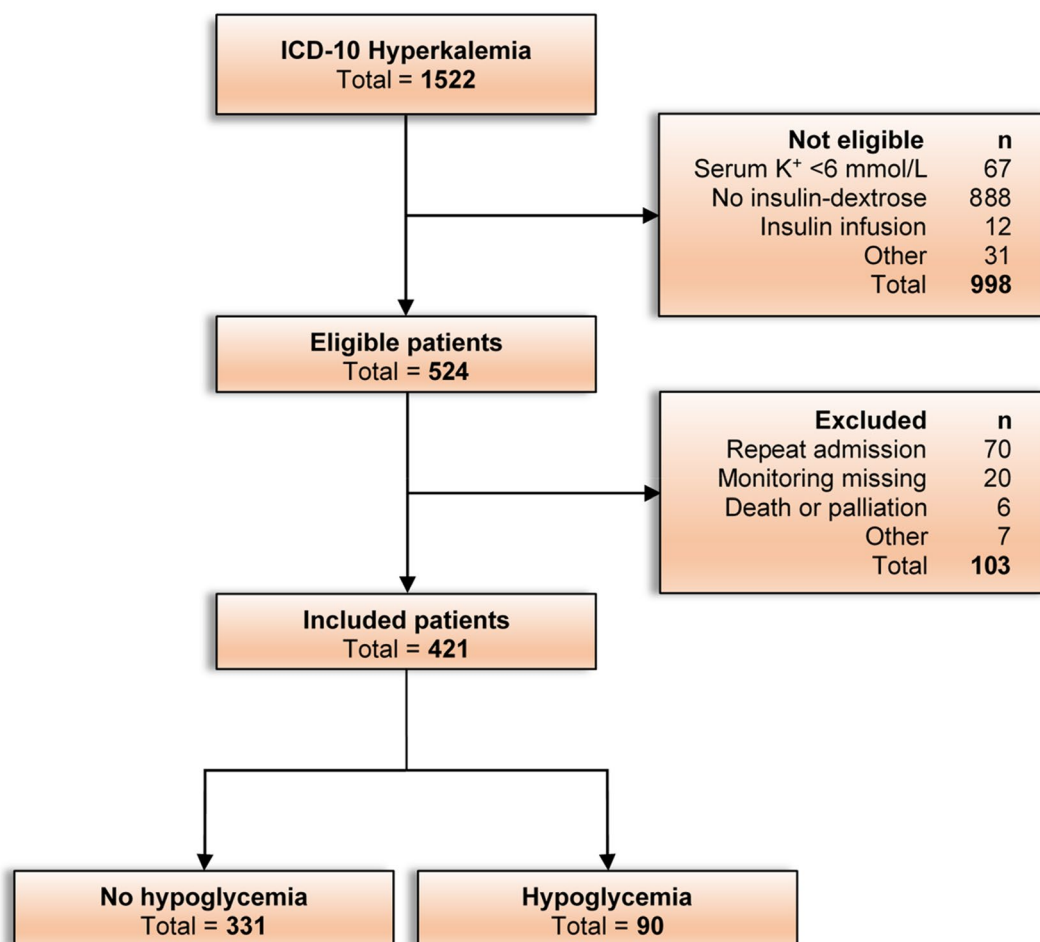 ICD-10 Hyperkalemia
Total = 1522
Not eligible n
Serum K⁺ <6 mmol/L 67
No insulin-dextrose 888
Insulin infusion 12
Other 31
Total 998
Eligible patients
Total = 524
Excluded n
Repeat admission 70
Monitoring missing 20
Death or palliation 6
Other 7
Total 103
Included patients
Total = 421
No hypoglycemia
Total = 331
Hypoglycemia
Total = 90